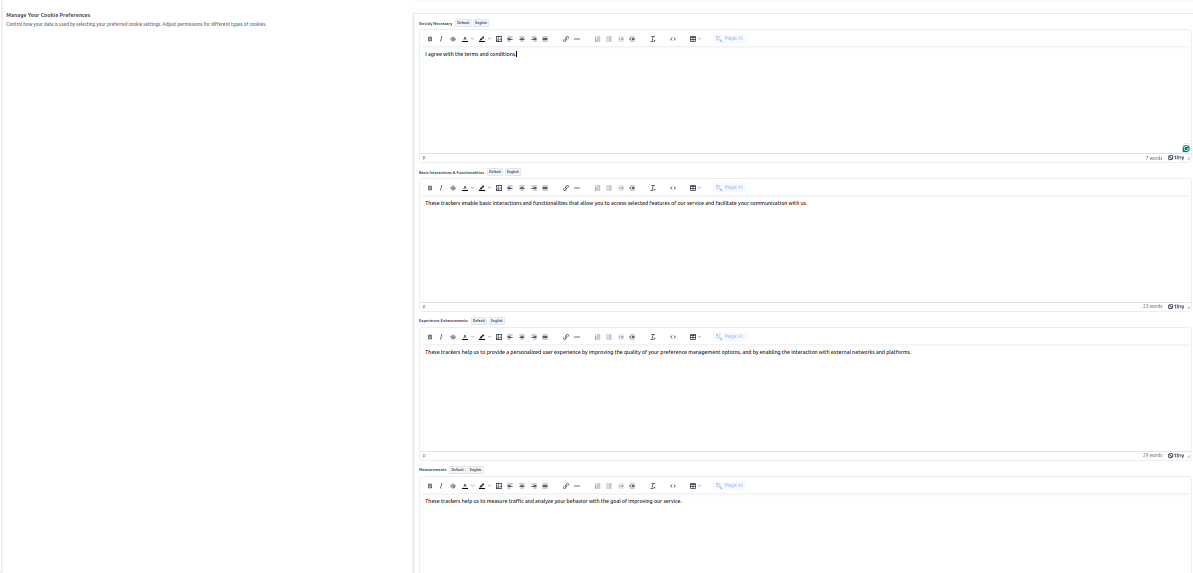 Manage Your Cookie Preferences
Control how your data is used by selecting your preferred cookie settings. Adjust permissions for different types of cookies.
Strictly Necessary Default English
Magic AI
I agree with the terms and conditions
p 7 words tiny
Basic Interactions & Functionalities Default English
Magic AI
These trackers enable basic interactions and functionalities that allow you to access selected features of our service and facilitate your communication with us.
p 23 words tiny
Experience Enhancements Default English
Magic AI
These trackers help us to provide a personalized user experience by improving the quality of your preference management options, and by enabling the interaction with external networks and platforms.
p 29 words tiny
Measurements Default English
Magic AI
These trackers help us to measure traffic and analyze your behavior with the goal of improving our service.